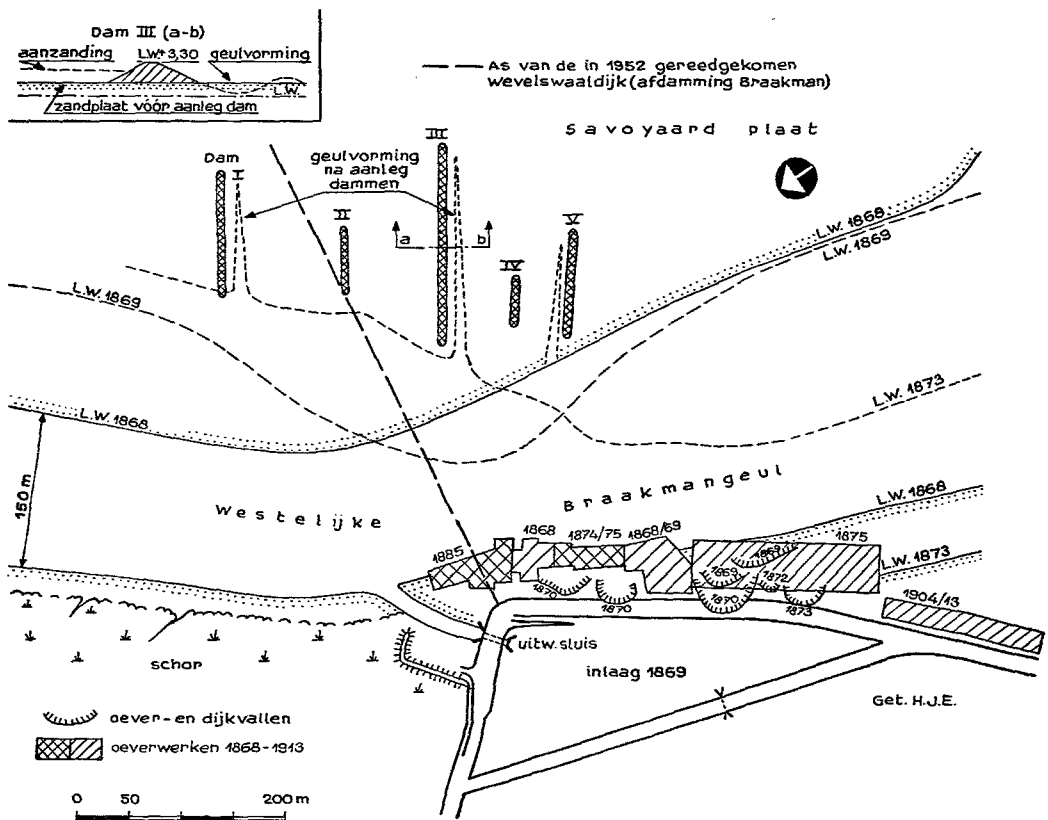 Dam III (a-b)
aanzanding L.W+ 3,30 geulvorming
L.W.
zandplaat vóór aanleg dam
As van de in 1952 gereedgekomen
Wevelswaaldijk (afdamming Braakman)
Savoyaard plaat
Dam
I
II
III
IV
V
geulvorming
na aanleg
dammen
a b
L.W. 1868
L.W. 1869
L.W. 1869
L.W. 1873
L.W. 1868
150 m
Westelijke Braakmangeul
L.W. 1868
L.W. 1873
1885
1868
1874/75
1868/69
1875
1869
1869
1872
1870
1870
1870
1873
1904/13
uitw. sluis
schor
inlaag 1869
Get. H.J.E.
oever- en dijkvallen
oeverwerken 1868-1913
0 50 200 m